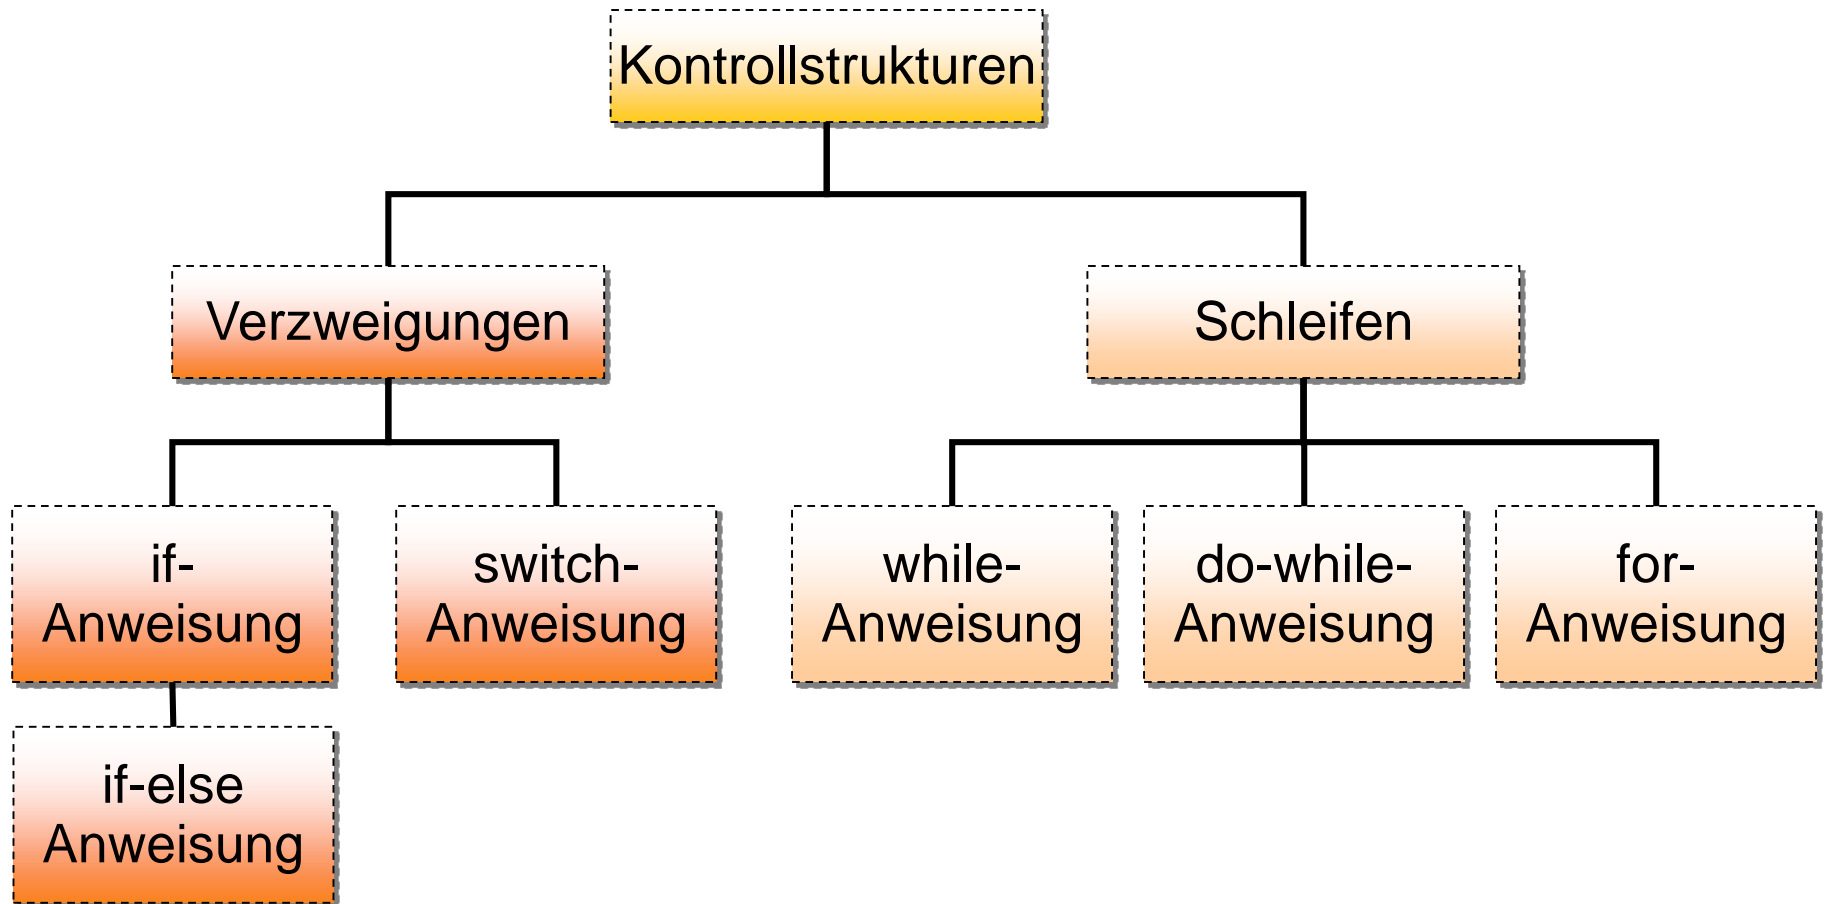 Kontrollstrukturen
Verzweigungen
Schleifen
if-
Anweisung
switch-
Anweisung
while-
Anweisung
do-while-
Anweisung
for-
Anweisung
if-else
Anweisung